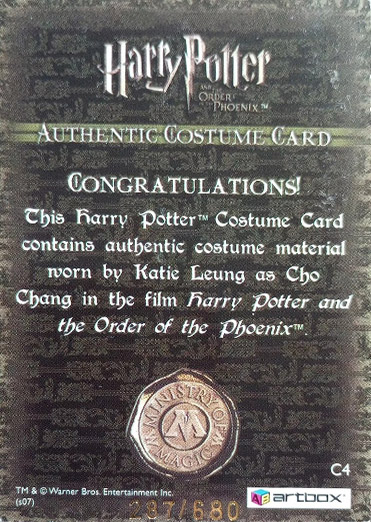 Harry Potter
AND THE
ORDER
OF THE
PHOENIX™
AUTHENTIC COSTUME CARD
CONGRATULATIONS!
This Harry Potter™ Costume Card
contains authentic costume material
worn by Katie Leung as Cho
Chang in the film Harry Potter and
the Order of the Phoenix™.
MINISTRY OF
M
MAGIC
C4
TM & © Warner Bros. Entertainment Inc.
(s07)
237/680
artbox